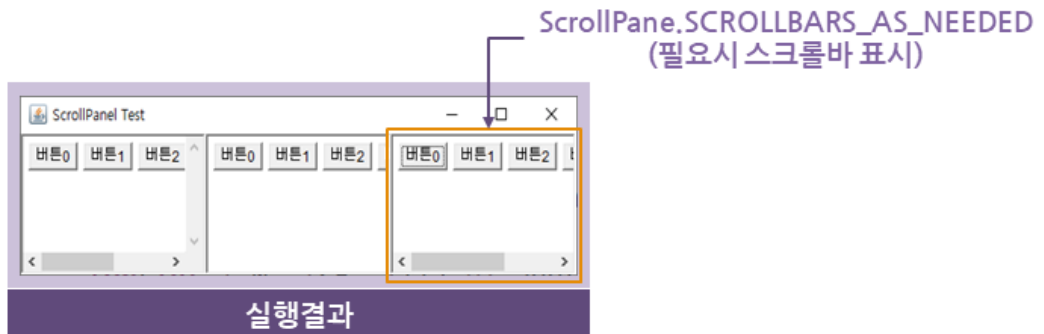 ScrollPane.SCROLLBARS_AS_NEEDED
(필요시 스크롤바 표시)
ScrollPanel Test
버튼0 버튼1 버튼2 버튼0 버튼1 버튼2 버튼0 버튼1 버튼2
실행결과